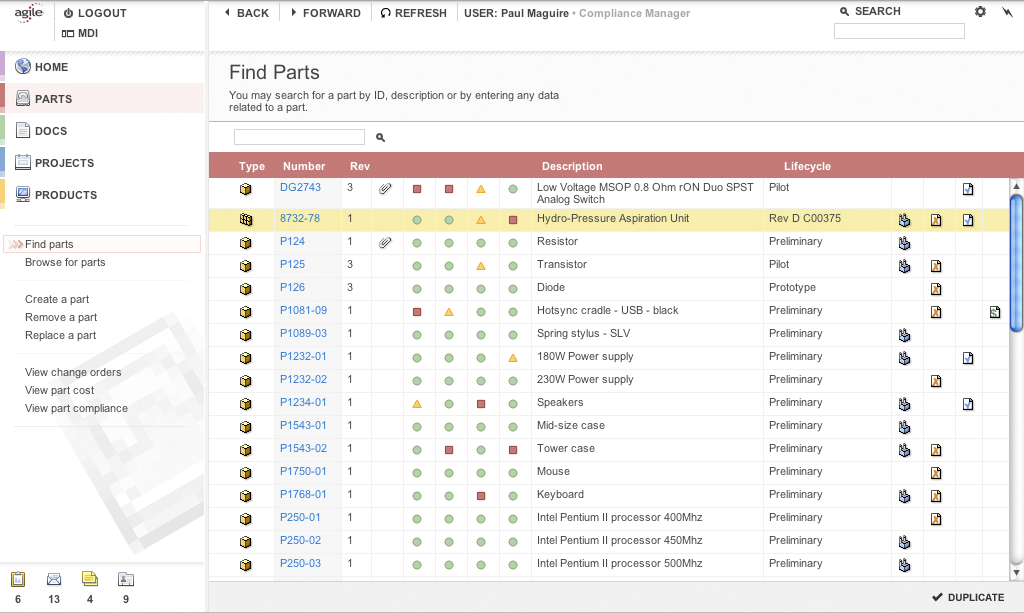 agile
LOGOUT
MDI
BACK
FORWARD
REFRESH
USER: Paul Maguire • Compliance Manager
SEARCH
HOME
PARTS
DOCS
PROJECTS
PRODUCTS
Find parts
Browse for parts
Create a part
Remove a part
Replace a part
View change orders
View part cost
View part compliance
6 13 4 9
Find Parts
You may search for a part by ID, description or by entering any data
related to a part.
Type Number Rev Description Lifecycle
DG2743 3 Low Voltage MSOP 0.8 Ohm rON Duo SPST Pilot
Analog Switch
8732-78 1 Hydro-Pressure Aspiration Unit Rev D C00375
P124 1 Resistor Preliminary
P125 3 Transistor Pilot
P126 3 Diode Prototype
P1081-09 1 Hotsync cradle - USB - black Preliminary
P1089-03 1 Spring stylus - SLV Preliminary
P1232-01 1 180W Power supply Preliminary
P1232-02 1 230W Power supply Preliminary
P1234-01 1 Speakers Preliminary
P1543-01 1 Mid-size case Preliminary
P1543-02 1 Tower case Preliminary
P1750-01 1 Mouse Preliminary
P1768-01 1 Keyboard Preliminary
P250-01 1 Intel Pentium II processor 400Mhz Preliminary
P250-02 1 Intel Pentium II processor 450Mhz Preliminary
P250-03 1 Intel Pentium II processor 500Mhz Preliminary
DUPLICATE